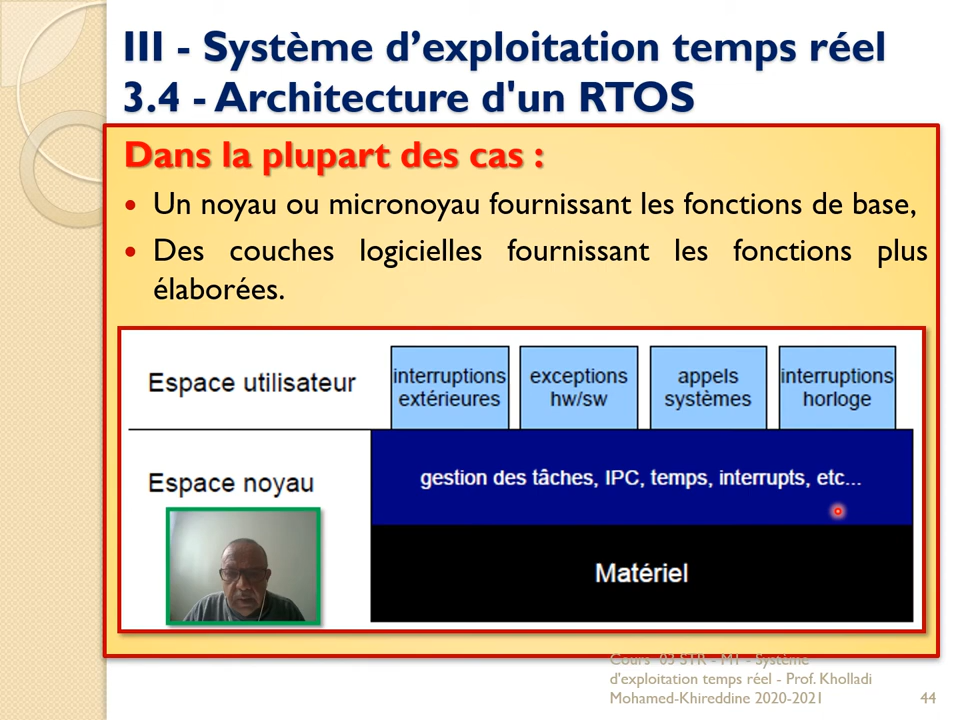 III - Système d’exploitation temps réel
3.4 - Architecture d'un RTOS
Dans la plupart des cas :
• Un noyau ou micronoyau fournissant les fonctions de base,
• Des couches logicielles fournissant les fonctions plus
élaborées.
Espace utilisateur
interruptions
extérieures
exceptions
hw/sw
appels
systèmes
interruptions
horloge
Espace noyau
gestion des tâches, IPC, temps, interrupts, etc...
Matériel
Cours 03 STR - M1 - Système
d'exploitation temps réel - Prof. Kholladi
Mohamed-Khireddine 2020-2021
44